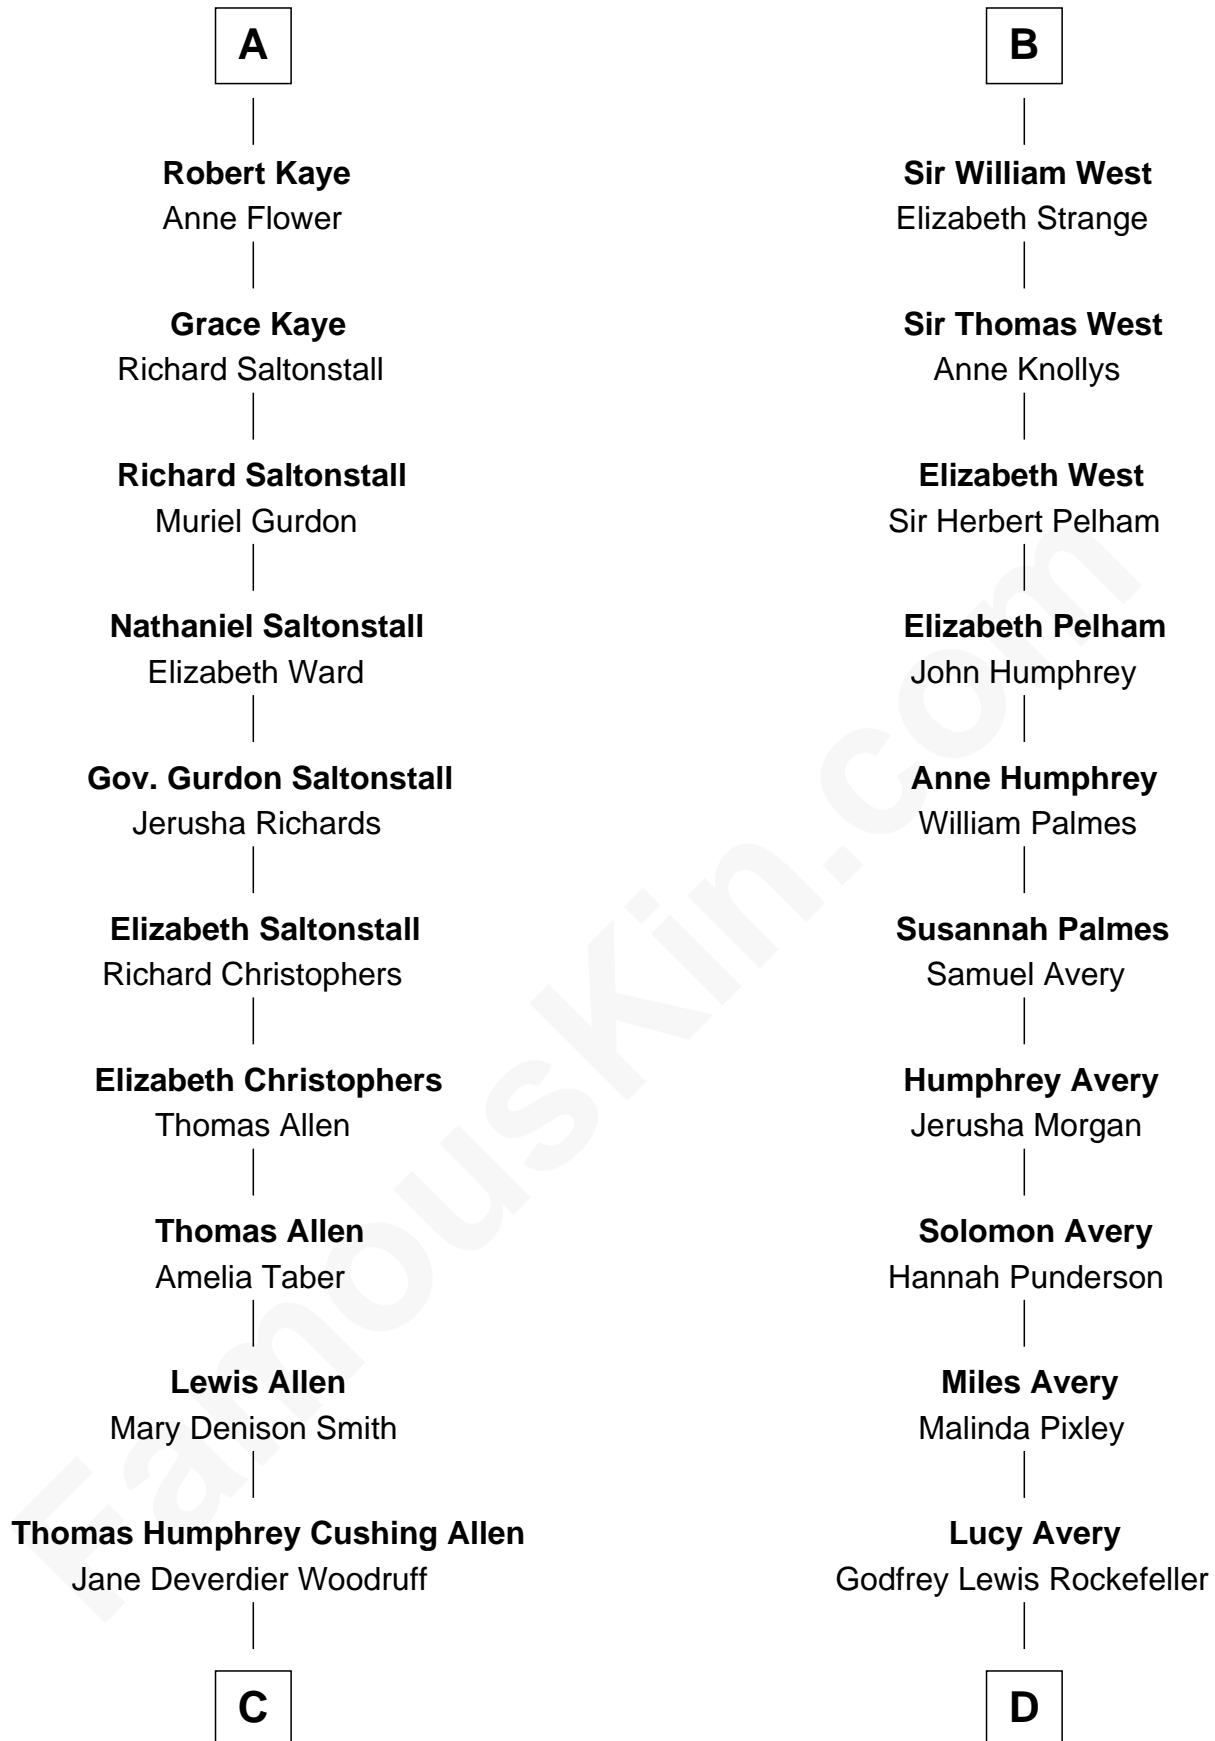 A
Robert Kaye
Anne Flower
Grace Kaye
Richard Saltonstall
Richard Saltonstall
Muriel Gurdon
Nathaniel Saltonstall
Elizabeth Ward
Gov. Gurdon Saltonstall
Jerusha Richards
Elizabeth Saltonstall
Richard Christophers
Elizabeth Christophers
Thomas Allen
Thomas Allen
Amelia Taber
Lewis Allen
Mary Denison Smith
Thomas Humphrey Cushing Allen
Jane Deverdier Woodruff
C
B
Sir William West
Elizabeth Strange
Sir Thomas West
Anne Knollys
Elizabeth West
Sir Herbert Pelham
Elizabeth Pelham
John Humphrey
Anne Humphrey
William Palmes
Susannah Palmes
Samuel Avery
Humphrey Avery
Jerusha Morgan
Solomon Avery
Hannah Punderson
Miles Avery
Malinda Pixley
Lucy Avery
Godfrey Lewis Rockefeller
D
FamousKin.com